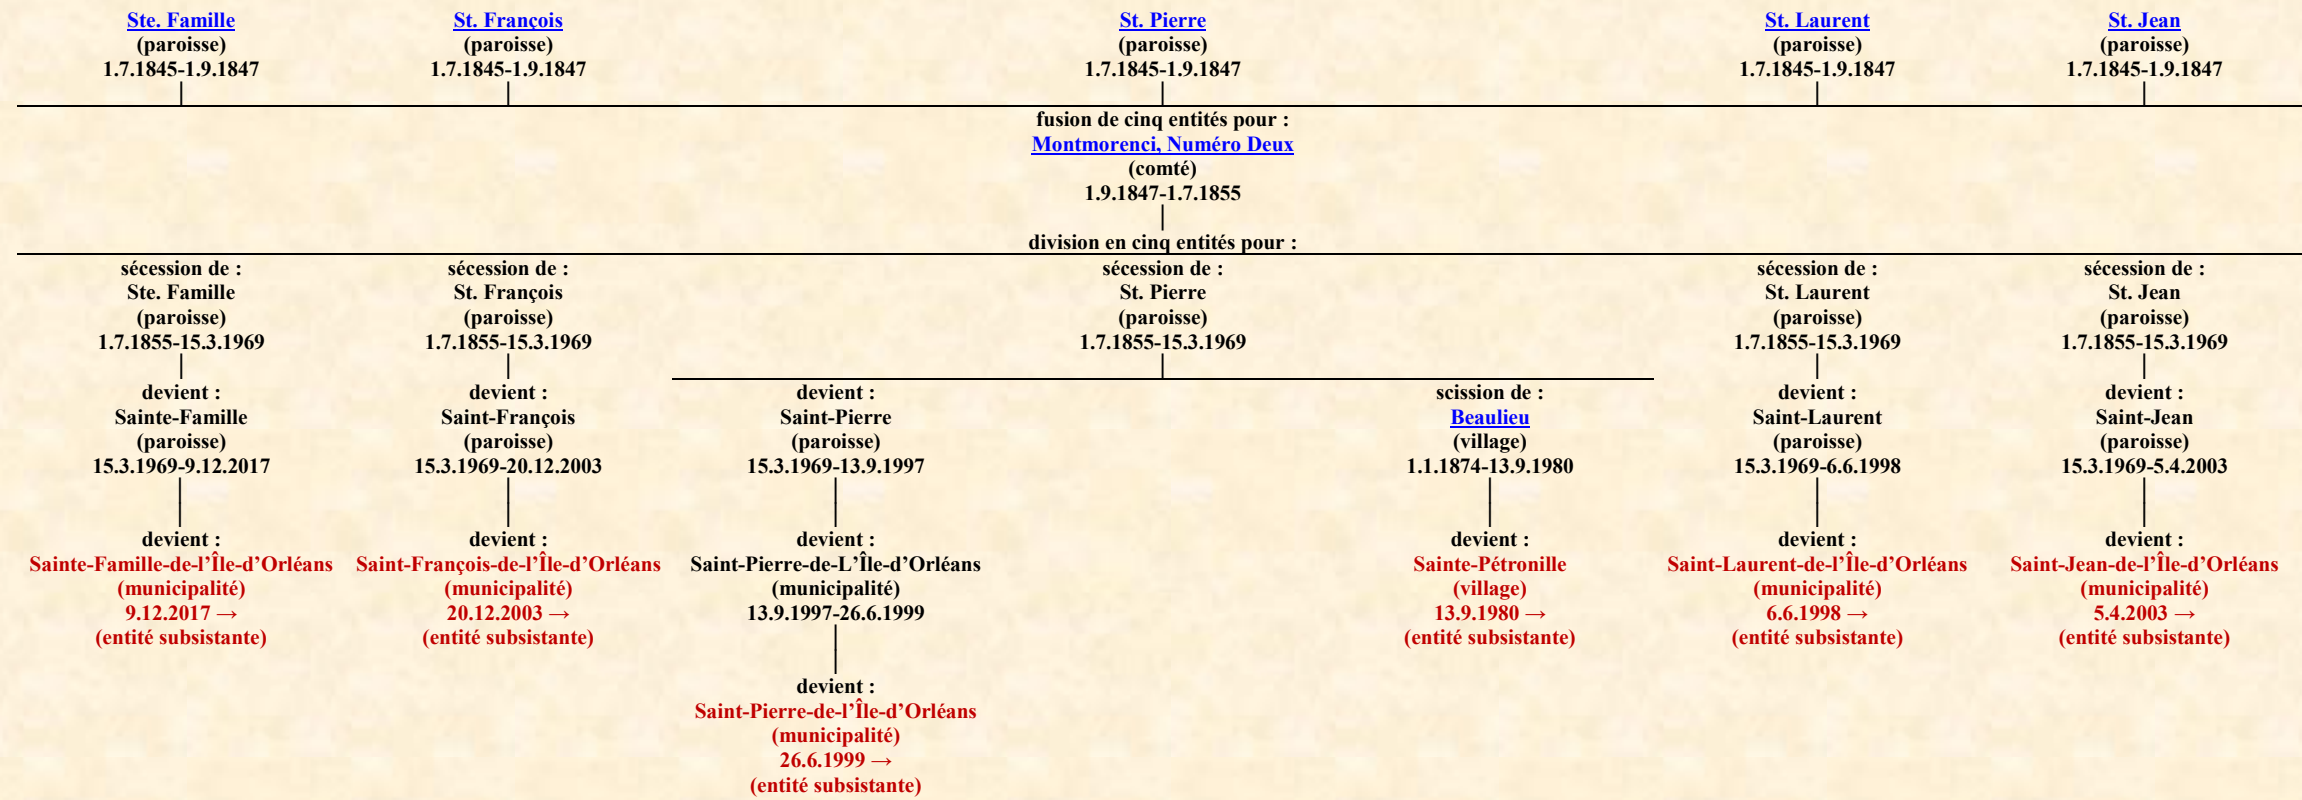 Ste. Famille
(paroisse)
1.7.1845-1.9.1847
St. François
(paroisse)
1.7.1845-1.9.1847
St. Pierre
(paroisse)
1.7.1845-1.9.1847
St. Laurent
(paroisse)
1.7.1845-1.9.1847
St. Jean
(paroisse)
1.7.1845-1.9.1847
fusion de cinq entités pour :
Montmorenci, Numéro Deux
(comté)
1.9.1847-1.7.1855
division en cinq entités pour :
sécession de :
Ste. Famille
(paroisse)
1.7.1855-15.3.1969
sécession de :
St. François
(paroisse)
1.7.1855-15.3.1969
sécession de :
St. Pierre
(paroisse)
1.7.1855-15.3.1969
sécession de :
St. Laurent
(paroisse)
1.7.1855-15.3.1969
sécession de :
St. Jean
(paroisse)
1.7.1855-15.3.1969
devient :
Sainte-Famille
(paroisse)
15.3.1969-9.12.2017
devient :
Saint-François
(paroisse)
15.3.1969-20.12.2003
devient :
Saint-Pierre
(paroisse)
15.3.1969-13.9.1997
scission de :
Beaulieu
(village)
1.1.1874-13.9.1980
devient :
Saint-Laurent
(paroisse)
15.3.1969-6.6.1998
devient :
Saint-Jean
(paroisse)
15.3.1969-5.4.2003
devient :
Sainte-Famille-de-l’Île-d’Orléans
(municipalité)
9.12.2017 →
(entité subsistante)
devient :
Saint-François-de-l’Île-d’Orléans
(municipalité)
20.12.2003 →
(entité subsistante)
devient :
Saint-Pierre-de-L’Île-d’Orléans
(municipalité)
13.9.1997-26.6.1999
devient :
Sainte-Pétronille
(village)
13.9.1980 →
(entité subsistante)
devient :
Saint-Laurent-de-l’Île-d’Orléans
(municipalité)
6.6.1998 →
(entité subsistante)
devient :
Saint-Jean-de-l’Île-d’Orléans
(municipalité)
5.4.2003 →
(entité subsistante)
devient :
Saint-Pierre-de-l’Île-d’Orléans
(municipalité)
26.6.1999 →
(entité subsistante)